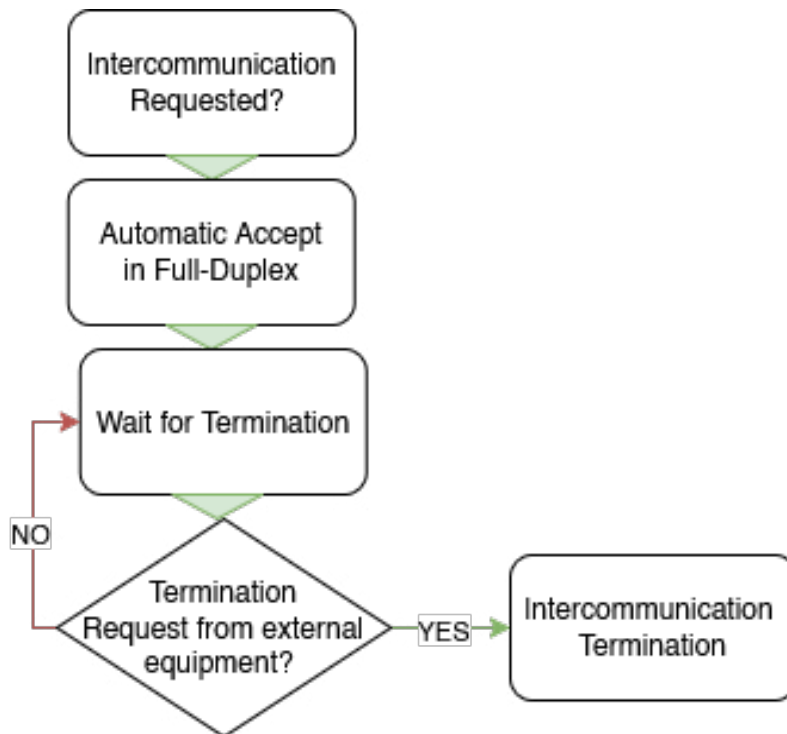 Intercommunication
Requested?
Automatic Accept
in Full-Duplex
Wait for Termination
NO
Termination
Request from external
equipment?
YES
Intercommunication
Termination